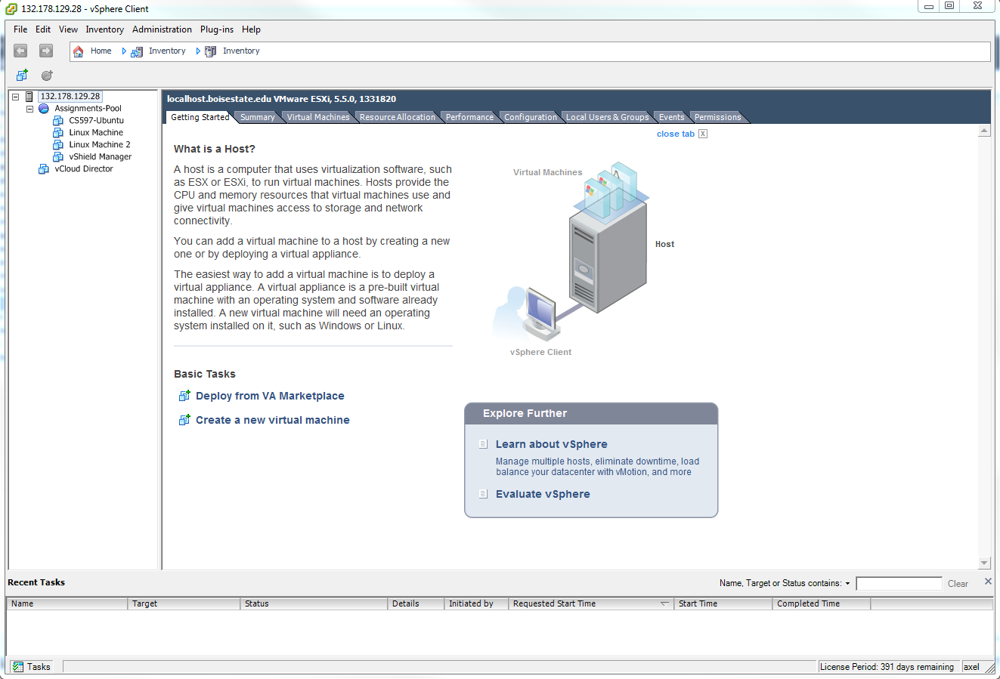 132.178.129.28 - vSphere Client
File Edit View Inventory Administration Plug-ins Help
Home Inventory Inventory
132.178.129.28
Assignments-Pool
CS597-Ubuntu
Linux Machine
Linux Machine 2
vShield Manager
vCloud Director
localhost.boisestate.edu VMware ESXi, 5.5.0, 1331820
Getting Started Summary Virtual Machines Resource Allocation Performance Configuration Local Users & Groups Events Permissions
close tab X
What is a Host?
A host is a computer that uses virtualization software, such
as ESX or ESXi, to run virtual machines. Hosts provide the
CPU and memory resources that virtual machines use and
give virtual machines access to storage and network
connectivity.
You can add a virtual machine to a host by creating a new
one or by deploying a virtual appliance.
The easiest way to add a virtual machine is to deploy a
virtual appliance. A virtual appliance is a pre-built virtual
machine with an operating system and software already
installed. A new virtual machine will need an operating
system installed on it, such as Windows or Linux.
Virtual Machines
Host
vSphere Client
Basic Tasks
Deploy from VA Marketplace
Create a new virtual machine
Explore Further
Learn about vSphere
Manage multiple hosts, eliminate downtime, load
balance your datacenter with vMotion, and more
Evaluate vSphere
Recent Tasks
Name, Target or Status contains: Clear
Name Target Status Details Initiated by Requested Start Time Start Time Completed Time
Tasks
License Period: 391 days remaining axel